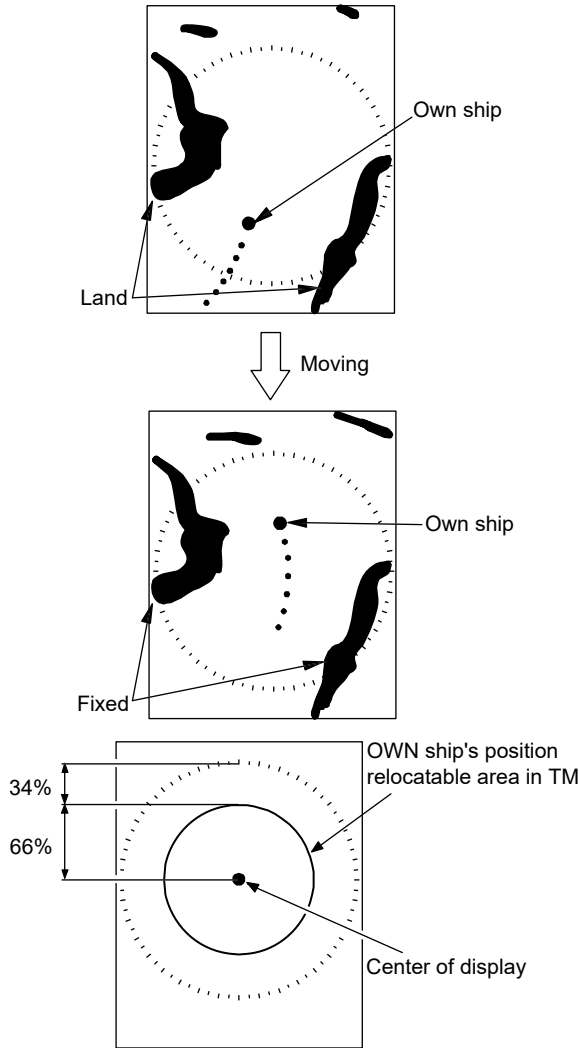 Own ship
Land
Moving
Own ship
Fixed
OWN ship's position
relocatable area in TM
34%
66%
Center of display